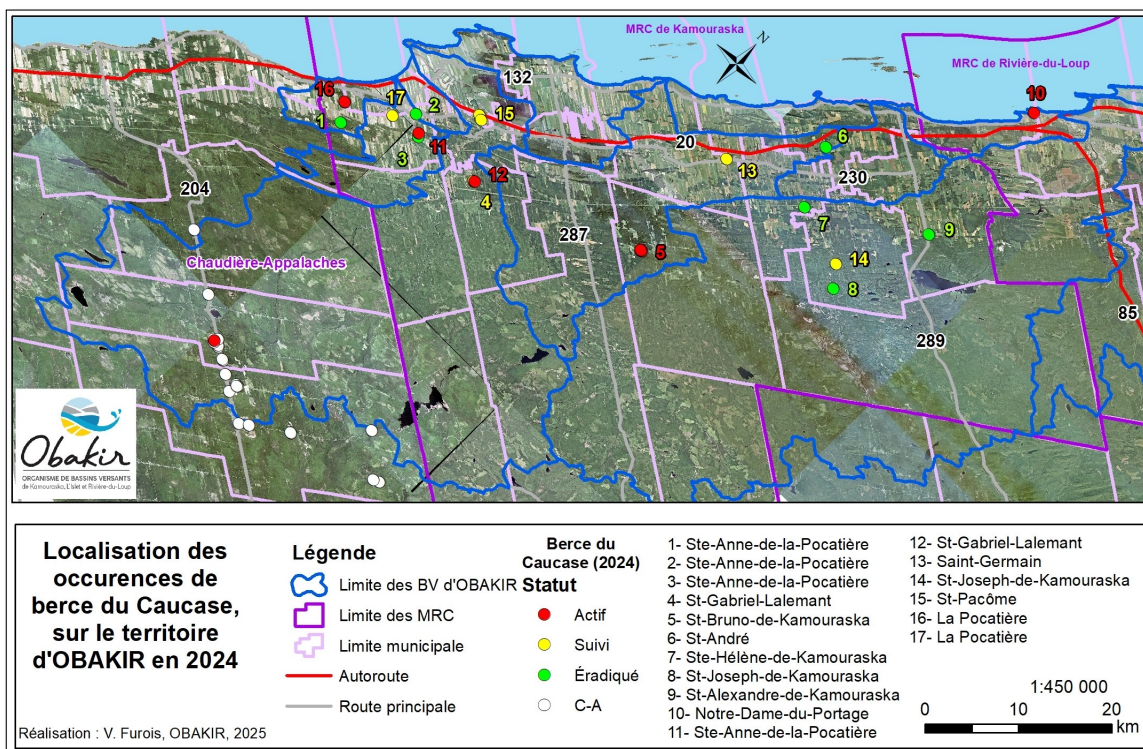 MRC de Kamouraska
N
MRC de Rivière-du-Loup
132
16
17
2
15
10
1
11
20
6
3
13
230
12
204
4
7
287
9
5
14
Chaudière-Appalaches
8
85
289
Obakir
ORGANISME DE BASSINS VERSANTS
de Kamouraska, L'Islet et Rivière-du-Loup
Localisation des
occurences de
berce du Caucase,
sur le territoire
d'OBAKIR en 2024
Réalisation : V. Furois, OBAKIR, 2025
Légende
Limite des BV d'OBAKIR
Limite des MRC
Limite municipale
Autoroute
Route principale
Berce du
Caucase (2024)
Statut
Actif
Suivi
Éradiqué
C-A
1- Ste-Anne-de-la-Pocatière
2- Ste-Anne-de-la-Pocatière
3- Ste-Anne-de-la-Pocatière
4- St-Gabriel-Lalemant
5- St-Bruno-de-Kamouraska
6- St-André
7- Ste-Hélène-de-Kamouraska
8- St-Joseph-de-Kamouraska
9- St-Alexandre-de-Kamouraska
10- Notre-Dame-du-Portage
11- Ste-Anne-de-la-Pocatière
12- St-Gabriel-Lalemant
13- Saint-Germain
14- St-Joseph-de-Kamouraska
15- St-Pacôme
16- La Pocatière
17- La Pocatière
1:450 000
0 10 20
km